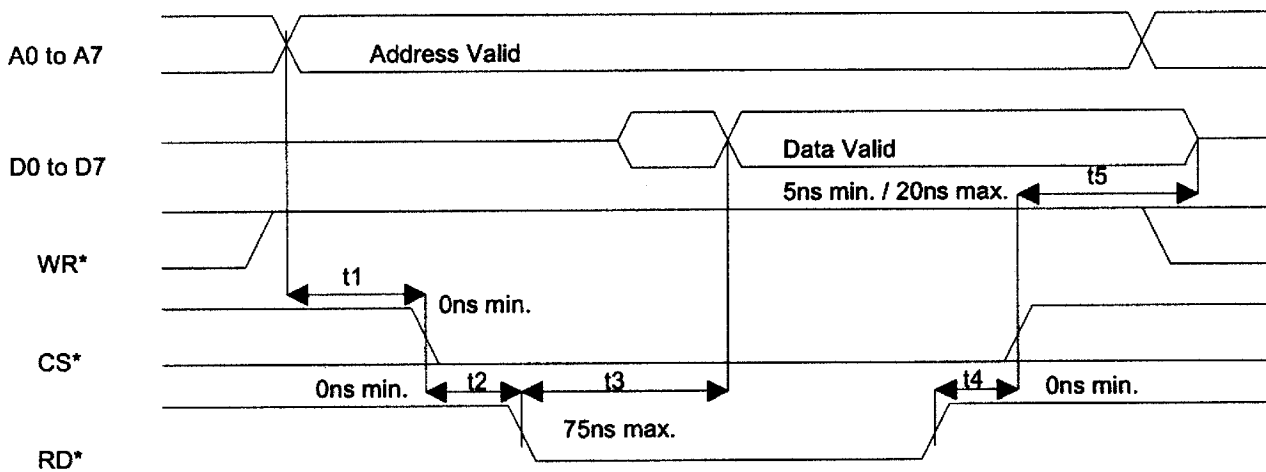 A0 to A7
Address Valid
D0 to D7
Data Valid
5ns min. / 20ns max.
t5
WR*
t1
0ns min.
CS*
0ns min.
t2
t3
t4
0ns min.
75ns max.
RD*